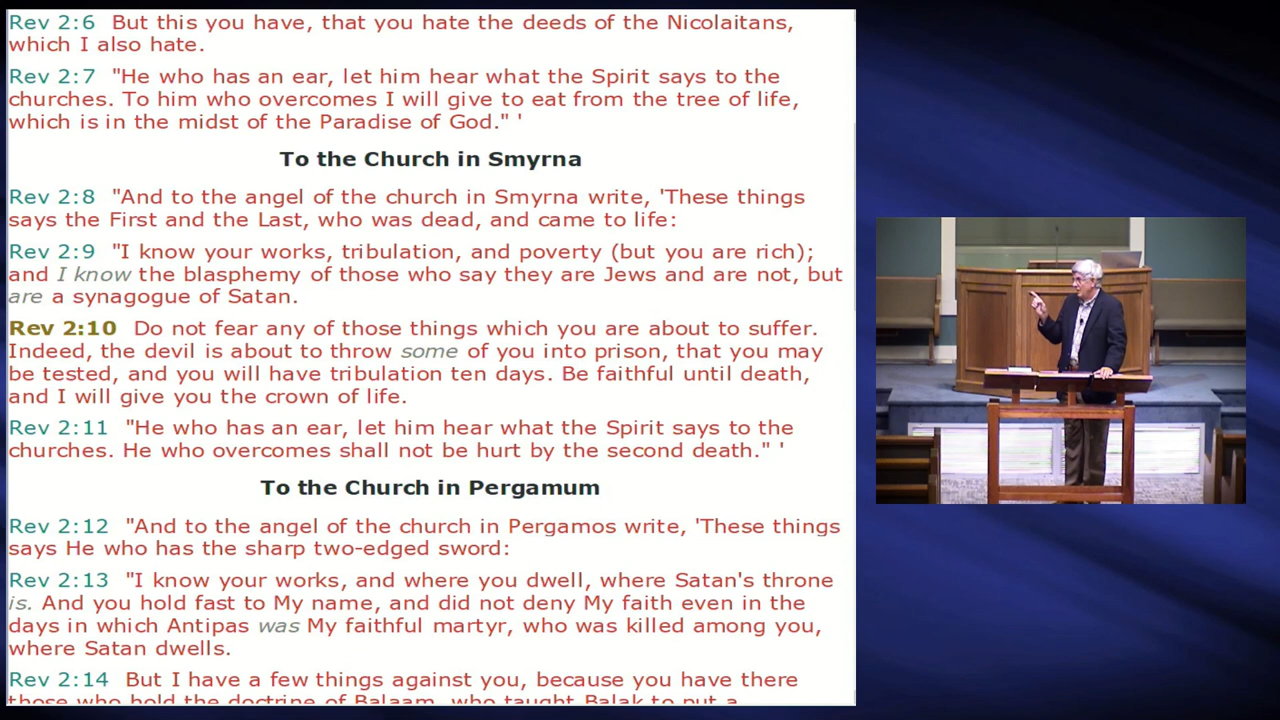 Rev 2:6  But this you have, that you hate the deeds of the Nicolaitans,
which I also hate.
Rev 2:7  "He who has an ear, let him hear what the Spirit says to the
churches. To him who overcomes I will give to eat from the tree of life,
which is in the midst of the Paradise of God." '
To the Church in Smyrna
Rev 2:8  "And to the angel of the church in Smyrna write, 'These things
says the First and the Last, who was dead, and came to life:
Rev 2:9  "I know your works, tribulation, and poverty (but you are rich);
and I know the blasphemy of those who say they are Jews and are not, but
are a synagogue of Satan.
Rev 2:10  Do not fear any of those things which you are about to suffer.
Indeed, the devil is about to throw some of you into prison, that you may
be tested, and you will have tribulation ten days. Be faithful until death,
and I will give you the crown of life.
Rev 2:11  "He who has an ear, let him hear what the Spirit says to the
churches. He who overcomes shall not be hurt by the second death." '
To the Church in Pergamum
Rev 2:12  "And to the angel of the church in Pergamos write, 'These things
says He who has the sharp two-edged sword:
Rev 2:13  "I know your works, and where you dwell, where Satan's throne
is. And you hold fast to My name, and did not deny My faith even in the
days in which Antipas was My faithful martyr, who was killed among you,
where Satan dwells.
Rev 2:14  But I have a few things against you, because you have there
those who hold the doctrine of Balaam, who taught Balak to put a